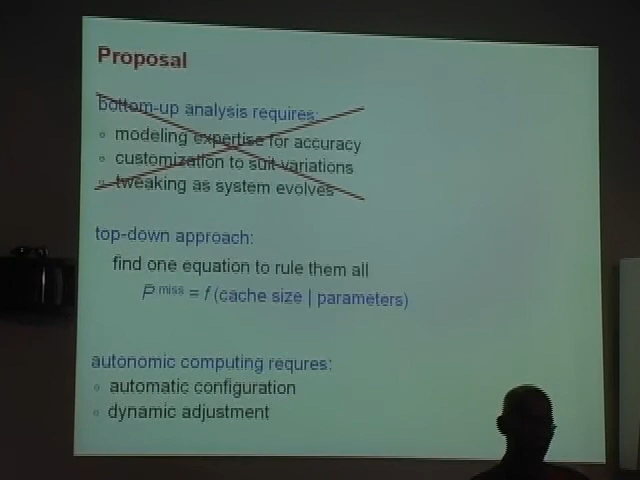 Proposal
bottom-up analysis requires:
◦ modeling expertise for accuracy
◦ customization to suit variations
◦ tweaking as system evolves
top-down approach:
find one equation to rule them all
P^miss = f (cache size | parameters)
autonomic computing requres:
◦ automatic configuration
◦ dynamic adjustment